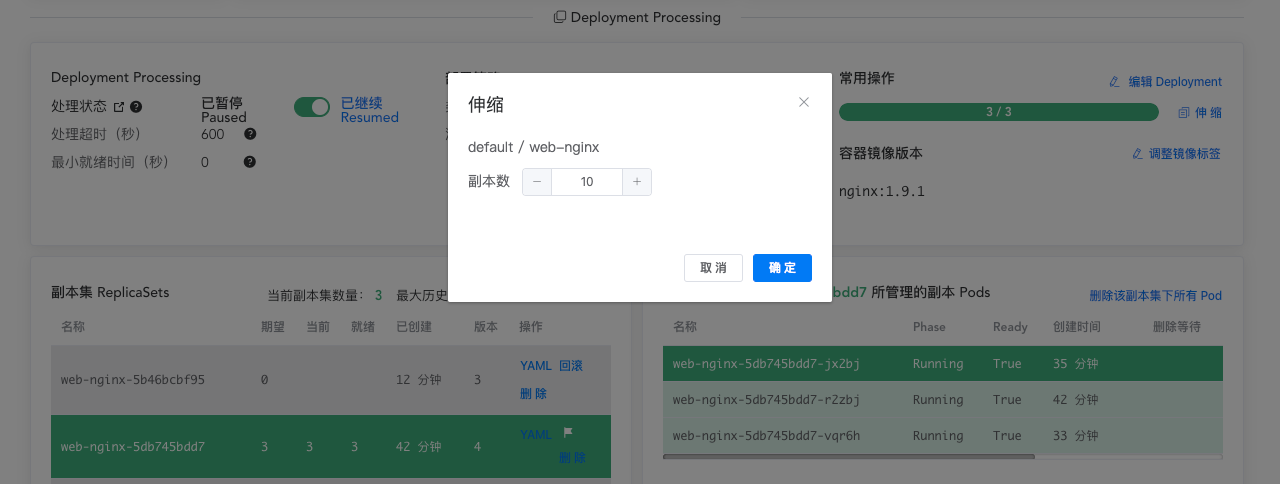 Deployment Processing
Deployment Processing
常用操作
编辑 Deployment
处理状态
已暂停
Paused
已继续
Resumed
3 / 3
伸缩
处理超时（秒）
600
最小就绪时间（秒）
0
容器镜像版本
调整镜像标签
nginx:1.9.1
伸缩
default / web-nginx
副本数
10
取消
确定
副本集 ReplicaSets
当前副本集数量： 3
最大历史
名称 期望 当前 就绪 已创建 版本 操作
web-nginx-5b46bcbf95 0 12 分钟 3 YAML 回滚
删除
web-nginx-5db745bdd7 3 3 3 42 分钟 4 YAML
删除
bdd7 所管理的副本 Pods
删除该副本集下所有 Pod
名称 Phase Ready 创建时间 删除等待
web-nginx-5db745bdd7-jx2bj Running True 35 分钟
web-nginx-5db745bdd7-r2zbj Running True 42 分钟
web-nginx-5db745bdd7-vqr6h Running True 33 分钟